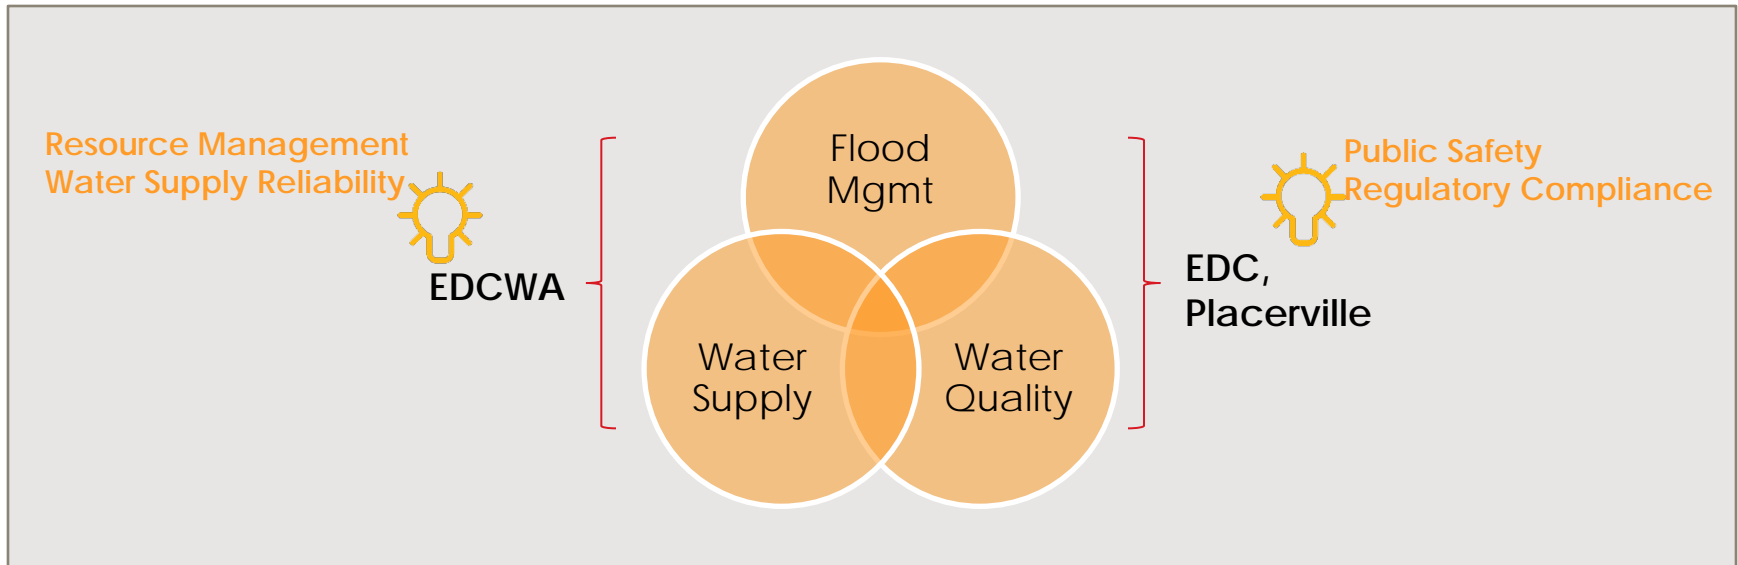 Resource Management
Water Supply Reliability
EDCWA
Flood
Mgmt
Water
Supply
Water
Quality
Public Safety
Regulatory Compliance
EDC,
Placerville